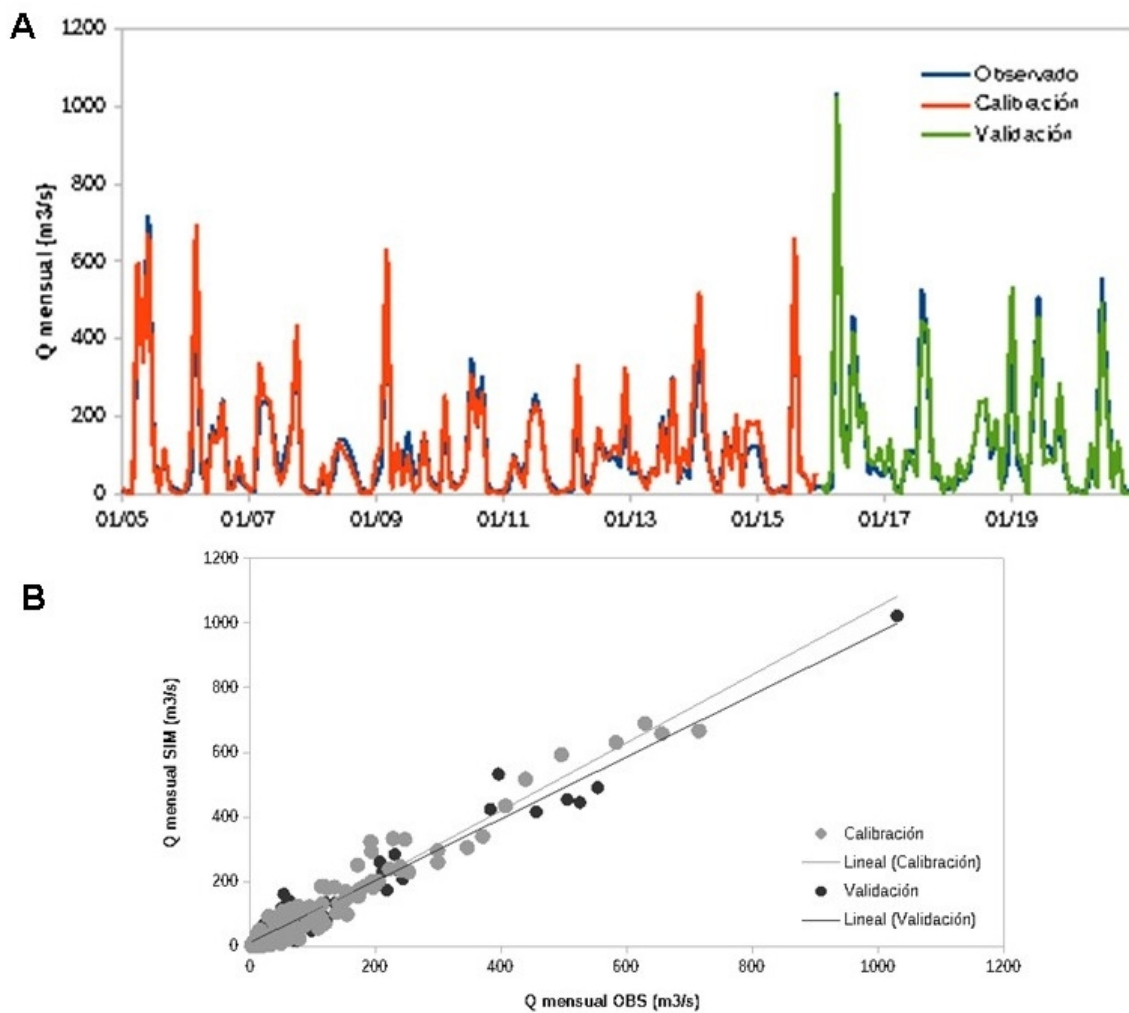 A
1200
1000
800
600
400
200
0
Q mensual (m3/s)
Observado
Calibración
Validación
01/05 01/07 01/09 01/11 01/13 01/15 01/17 01/19
B
1200
1000
800
600
400
200
0
Q mensual SIM (m3/s)
Calibración
Lineal (Calibración)
Validación
Lineal (Validación)
0 200 400 600 800 1000 1200
Q mensual OBS (m3/s)